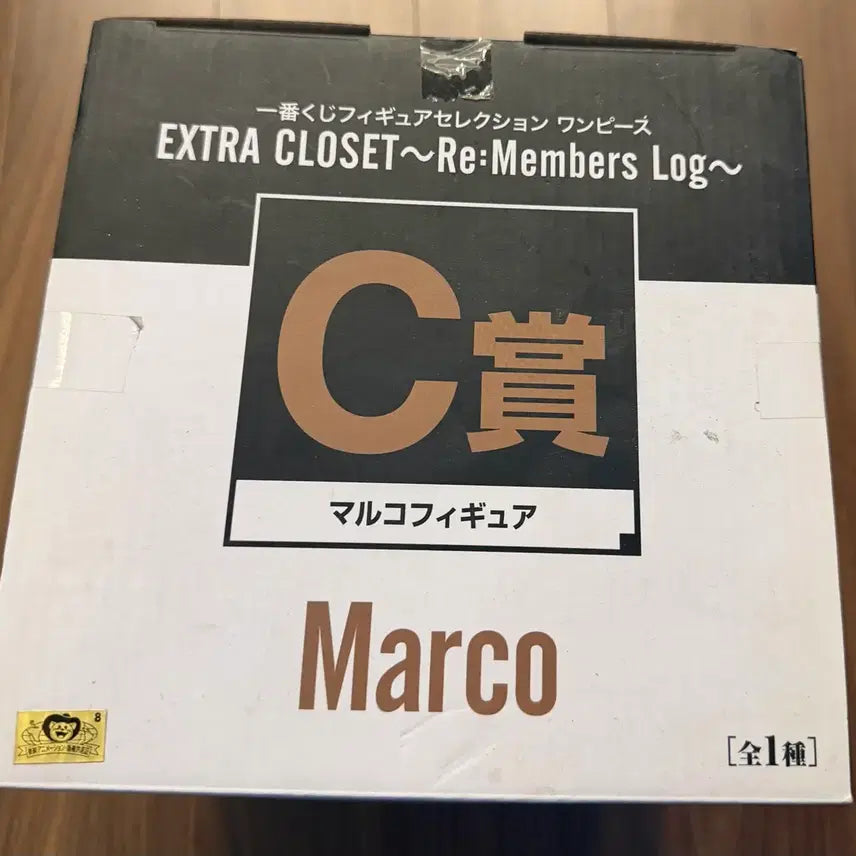 一番くじフィギュアセレクション ワンピース
EXTRA CLOSET～Re:Members Log～
C賞
マルコフィギュア
Marco
8
[全1種]